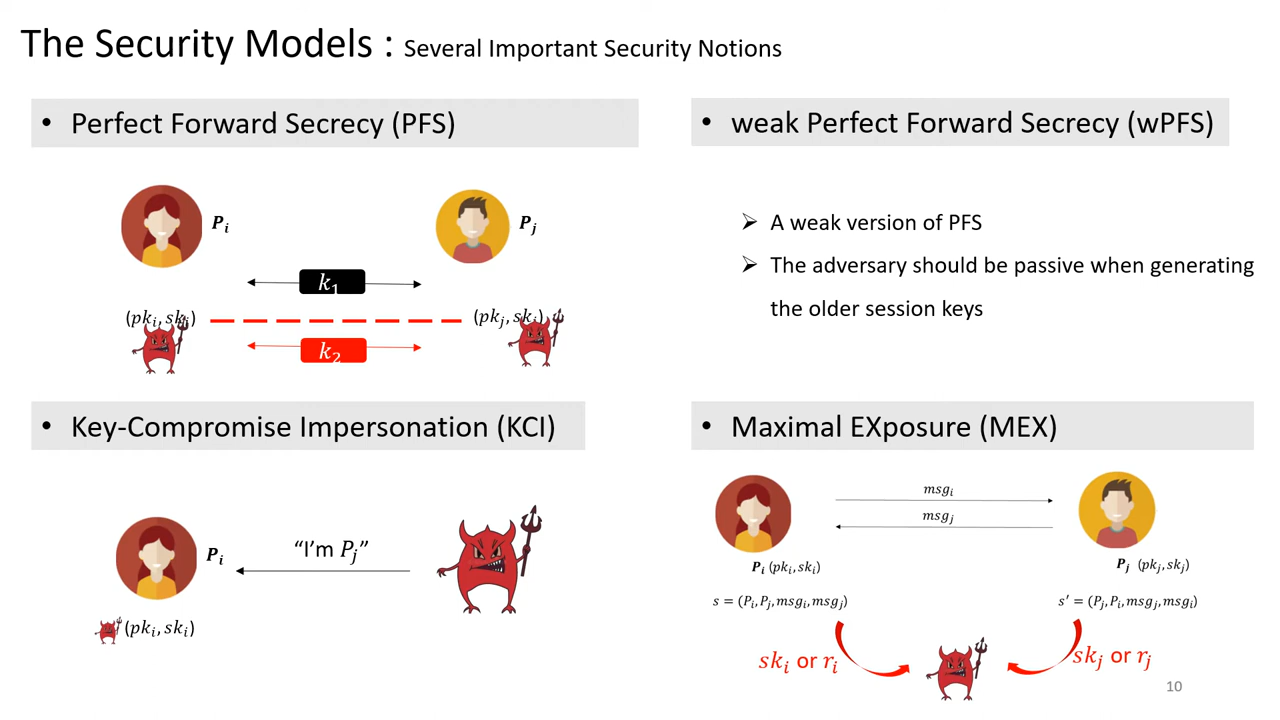 The Security Models : Several Important Security Notions
• Perfect Forward Secrecy (PFS)
P_i
P_j
k_1
(pk_i, sk_i)
(pk_j, sk_j)
k_2
• weak Perfect Forward Secrecy (wPFS)
➢ A weak version of PFS
➢ The adversary should be passive when generating
the older session keys
• Key-Compromise Impersonation (KCI)
P_i
“I’m P_j”
(pk_i, sk_i)
• Maximal EXposure (MEX)
msg_i
msg_j
P_i (pk_i, sk_i)
P_j (pk_j, sk_j)
s = (P_i, P_j, msg_i, msg_j)
s′ = (P_j, P_i, msg_j, msg_i)
sk_i or r_i
sk_j or r_j
10